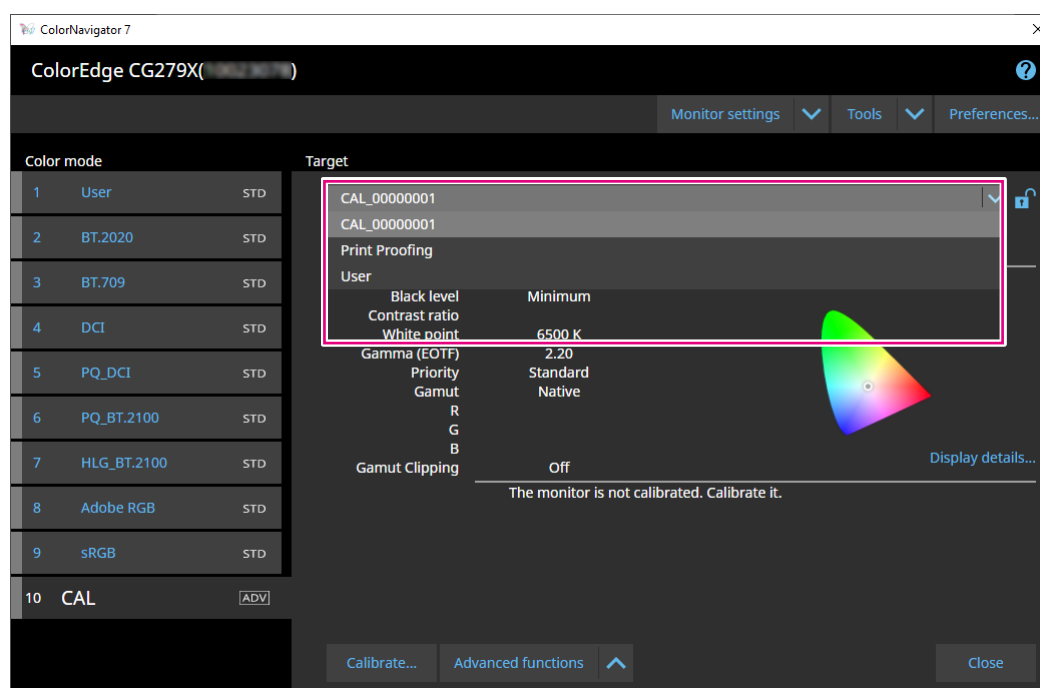 ColorNavigator 7
ColorEdge CG279X( )
Monitor settings Tools Preferences...
Color mode
Target
1 User STD
2 BT.2020 STD
3 BT.709 STD
4 DCI STD
5 PQ_DCI STD
6 PQ_BT.2100 STD
7 HLG_BT.2100 STD
8 Adobe RGB STD
9 sRGB STD
10 CAL ADV
CAL_00000001
CAL_00000001
Print Proofing
User
Black level Minimum
Contrast ratio
White point 6500 K
Gamma (EOTF) 2.20
Priority Standard
Gamut Native
R
G
B
Gamut Clipping Off
Display details...
The monitor is not calibrated. Calibrate it.
Calibrate... Advanced functions Close